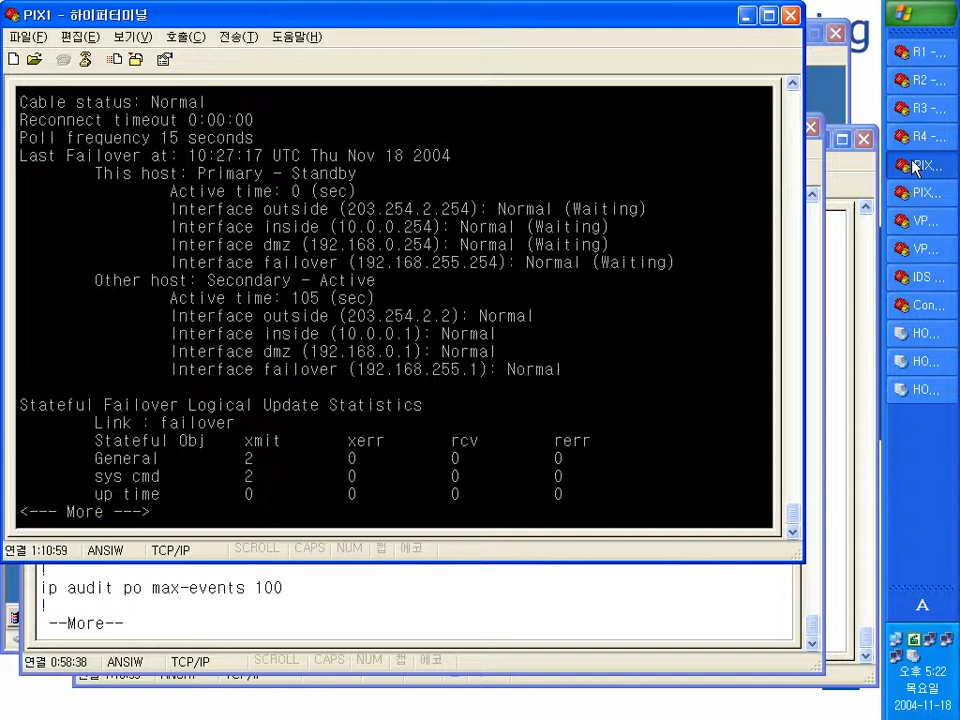 PIX1 - 하이퍼터미널
파일(F) 편집(E) 보기(V) 호출(C) 전송(T) 도움말(H)
Cable status: Normal
Reconnect timeout 0:00:00
Poll frequency 15 seconds
Last Failover at: 10:27:17 UTC Thu Nov 18 2004
This host: Primary - Standby
Active time: 0 (sec)
Interface outside (203.254.2.254): Normal (Waiting)
Interface inside (10.0.0.254): Normal (Waiting)
Interface dmz (192.168.0.254): Normal (Waiting)
Interface failover (192.168.255.254): Normal (Waiting)
Other host: Secondary - Active
Active time: 105 (sec)
Interface outside (203.254.2.2): Normal
Interface inside (10.0.0.1): Normal
Interface dmz (192.168.0.1): Normal
Interface failover (192.168.255.1): Normal
Stateful Failover Logical Update Statistics
Link : failover
Stateful Obj xmit xerr rcv rerr
General 2 0 0 0
sys cmd 2 0 0 0
up time 0 0 0 0
<--- More --->
연결 1:10:59 ANSIW TCP/IP SCROLL CAPS NUM 캡 에코
!
ip audit po max-events 100
!
--More--
연결 0:58:38 ANSIW TCP/IP SCROLL CAPS NUM 캡 에코
g
R1 -...
R2 -...
R3 -...
R4 -...
PIX...
PIX...
VP...
VP...
IDS ...
Con...
HO...
HO...
HO...
A
오후 5:22
목요일
2004-11-18